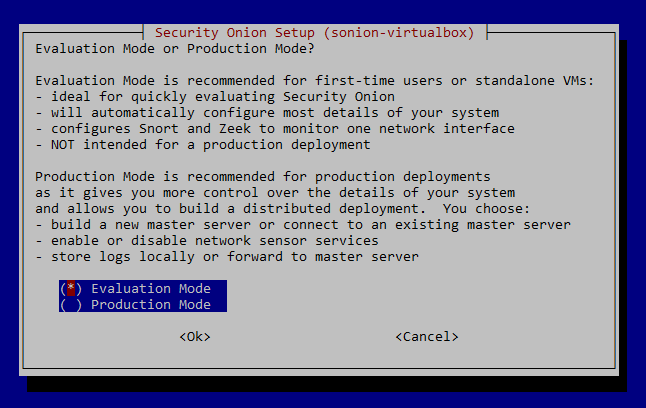 Security Onion Setup (sonion-virtualbox)
Evaluation Mode or Production Mode?
Evaluation Mode is recommended for first-time users or standalone VMs:
- ideal for quickly evaluating Security Onion
- will automatically configure most details of your system
- configures Snort and Zeek to monitor one network interface
- NOT intended for a production deployment
Production Mode is recommended for production deployments
as it gives you more control over the details of your system
and allows you to build a distributed deployment.  You choose:
- build a new master server or connect to an existing master server
- enable or disable network sensor services
- store logs locally or forward to master server
(*) Evaluation Mode
( ) Production Mode
<Ok> <Cancel>